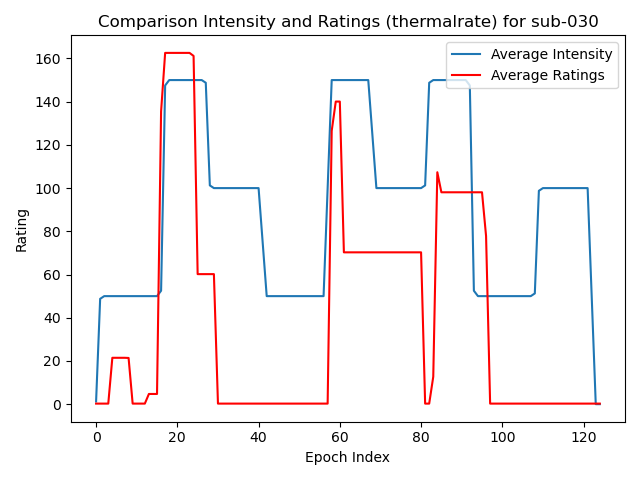 Comparison Intensity and Ratings (thermalrate) for sub-030
Average Intensity
Average Ratings
Rating
160
140
120
100
80
60
40
20
0
0 20 40 60 80 100 120
Epoch Index